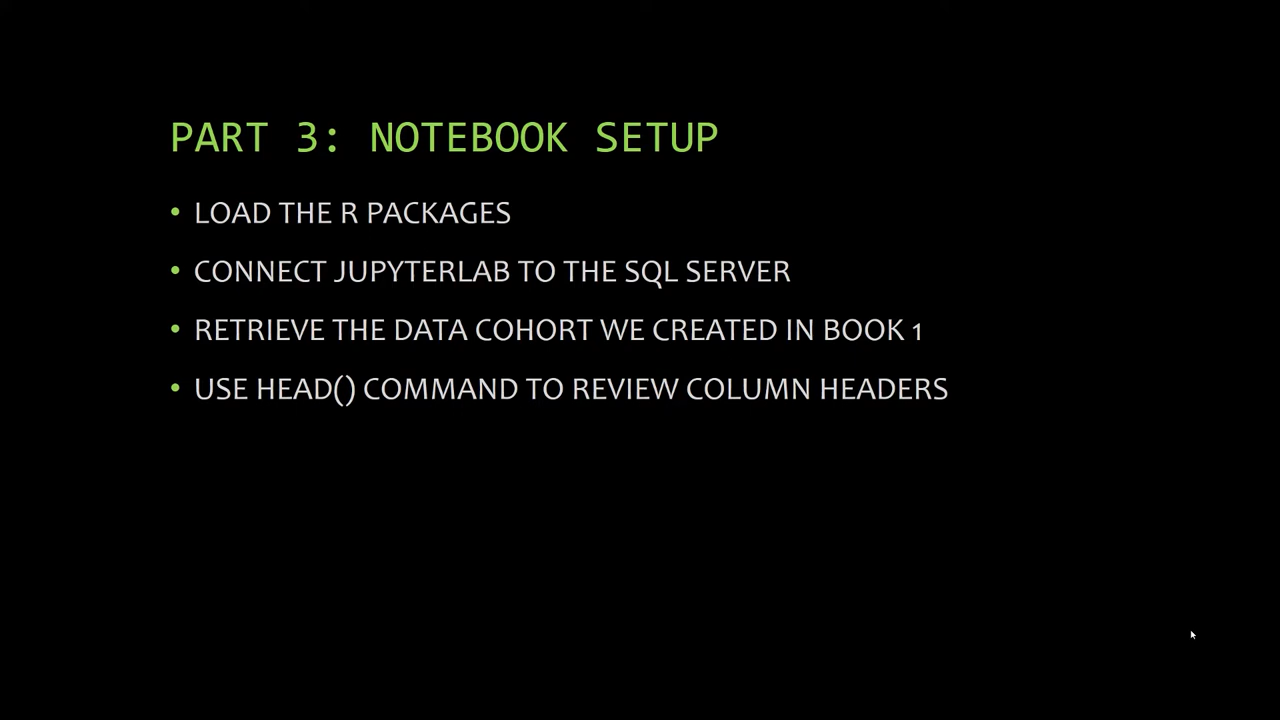 PART 3: NOTEBOOK SETUP
• LOAD THE R PACKAGES
• CONNECT JUPYTERLAB TO THE SQL SERVER
• RETRIEVE THE DATA COHORT WE CREATED IN BOOK 1
• USE HEAD() COMMAND TO REVIEW COLUMN HEADERS